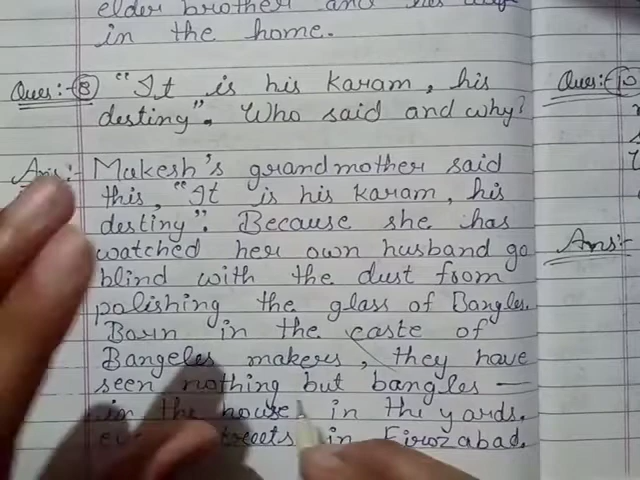 elder brother and his
in the home.
Ques:- 8 "It is his karam, his
destiny". Who said and why?
Ans:- Mukesh's grandmother said
this, "It is his karam, his
destiny". Because she has
watched her own husband go
blind with the dust from
polishing the glass of Bangles.
Born in the caste of
Bangeles makers, they have
seen nothing but bangles —
in the house, in the yards,
streets in Firozabad.
Ques:- 10
Ans:-